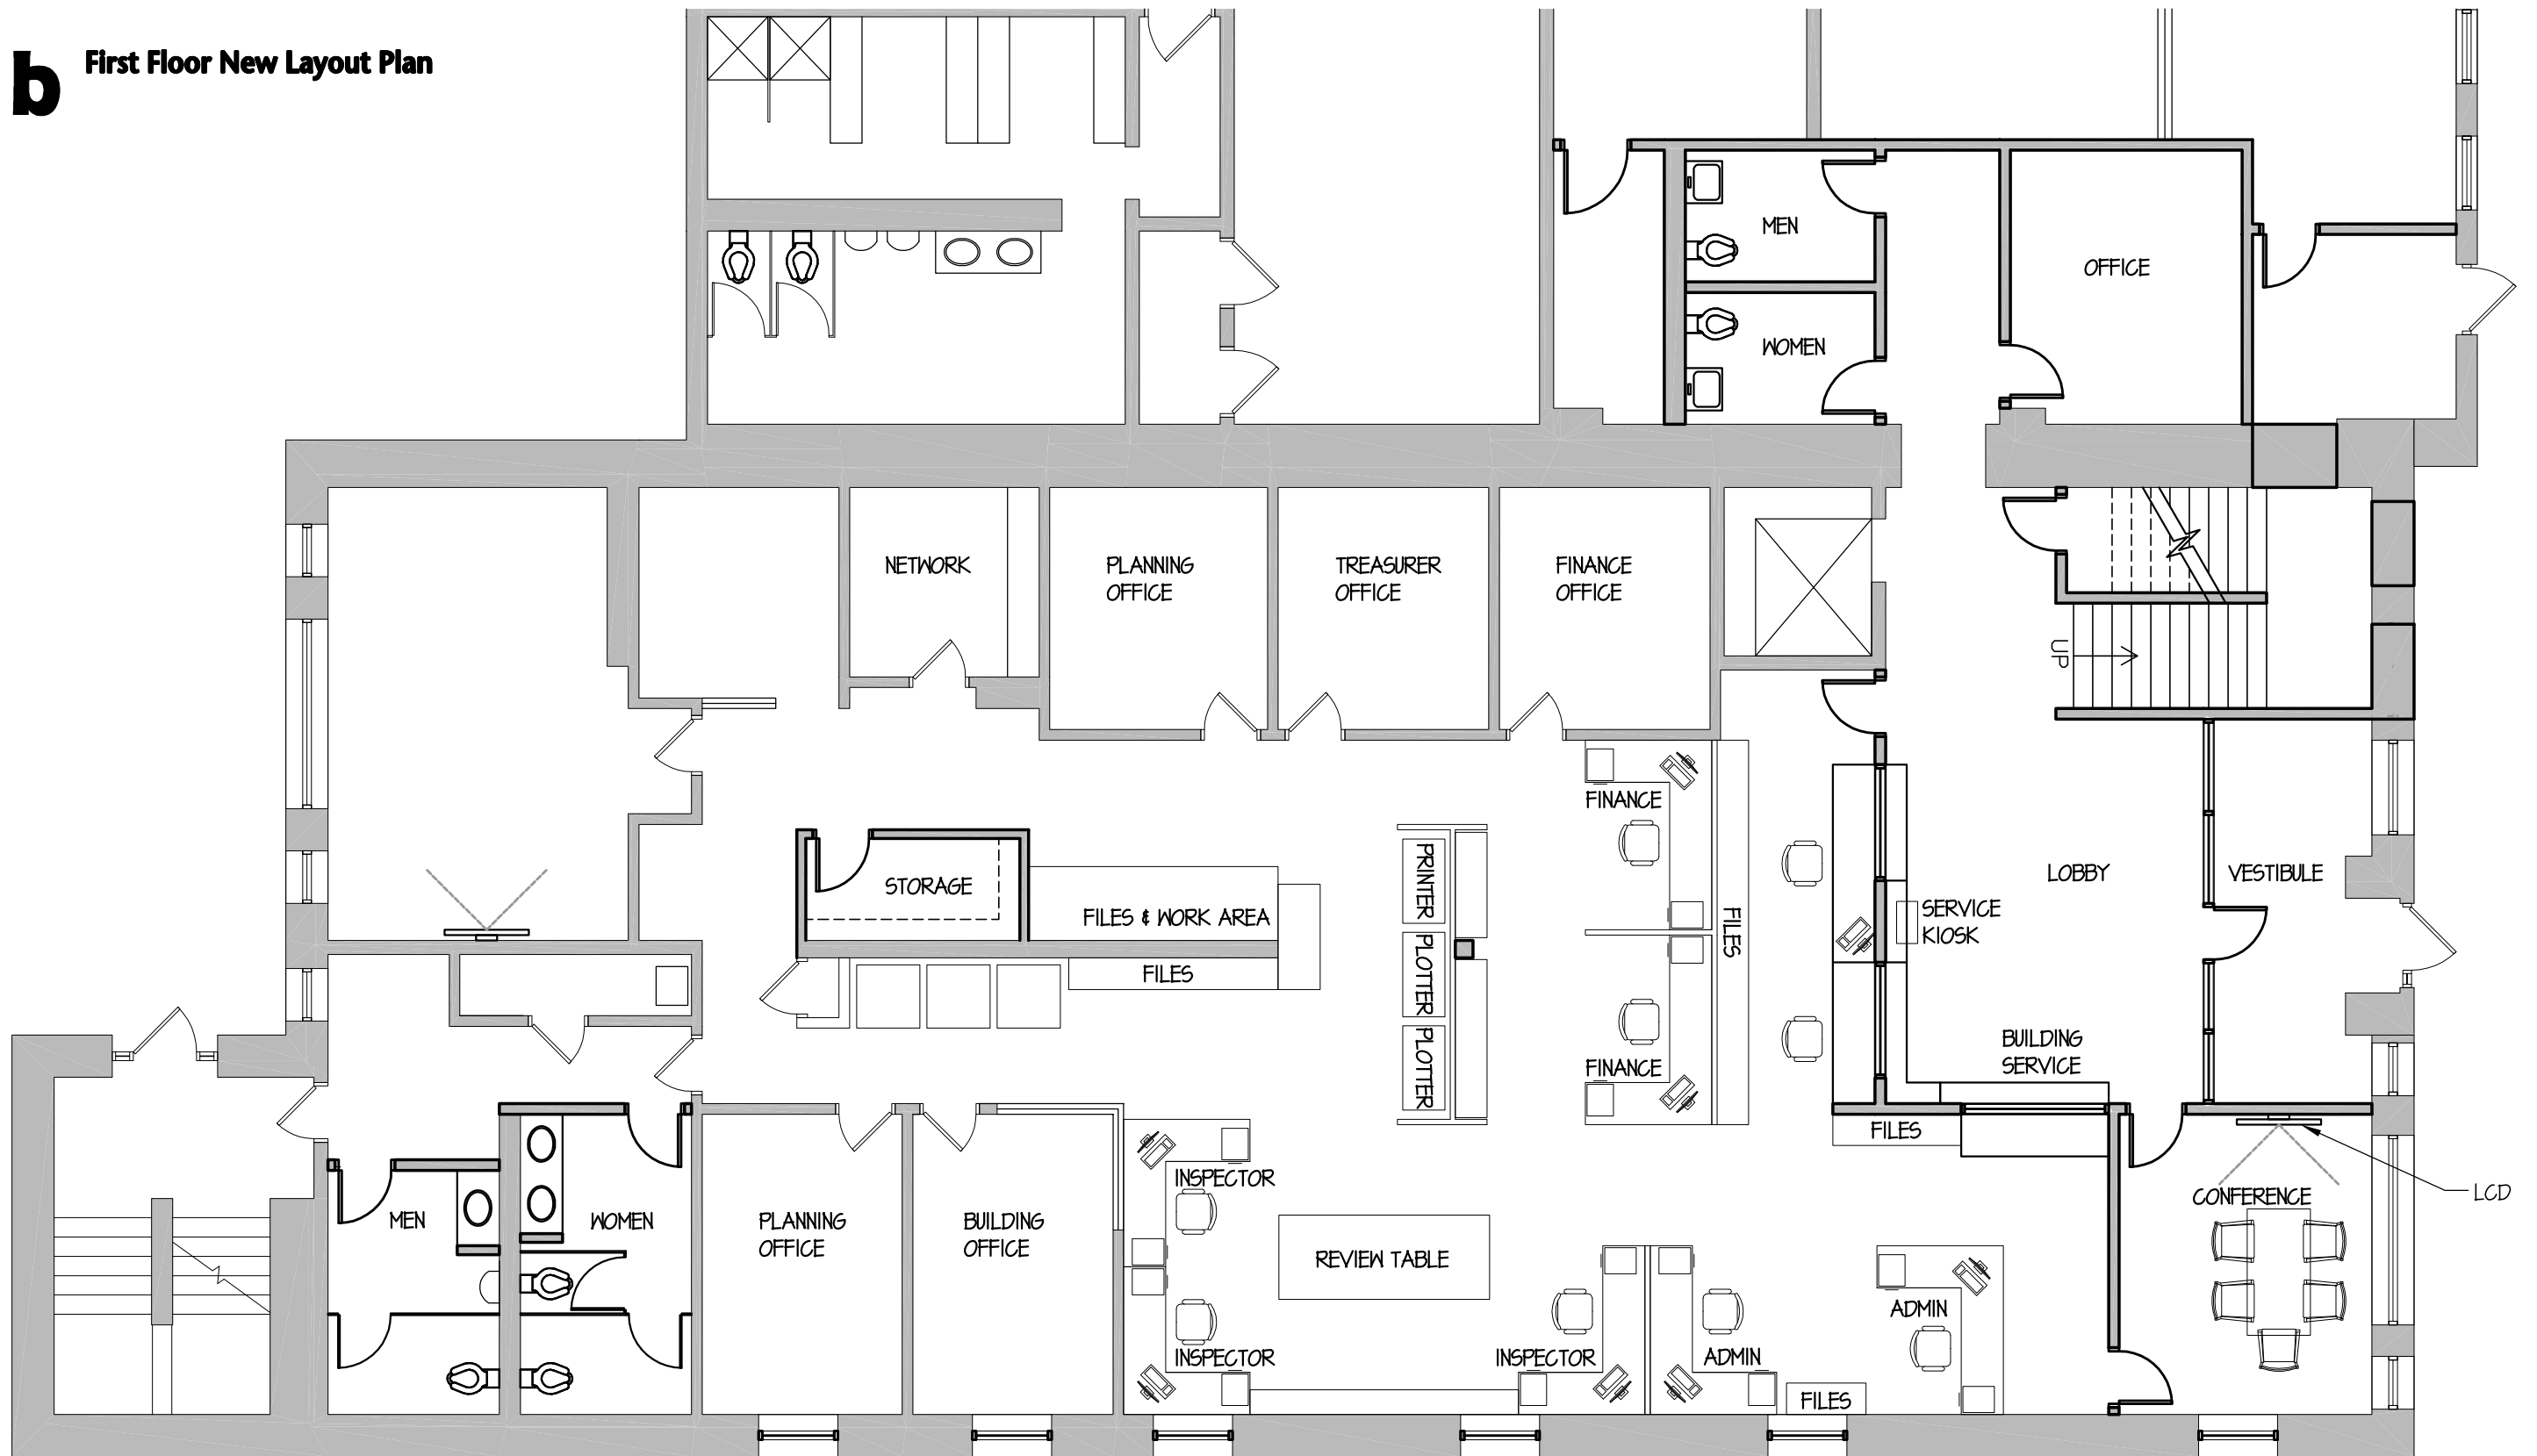 b First Floor New Layout Plan
MEN
OFFICE
WOMEN
NETWORK
PLANNING
OFFICE
TREASURER
OFFICE
FINANCE
OFFICE
UP
FINANCE
STORAGE
FILES & WORK AREA
PRINTER
FILES
LOBBY
VESTIBULE
SERVICE
KIOSK
FILES
PLOTTER
BUILDING
SERVICE
PLOTTER
FINANCE
FILES
INSPECTOR
CONFERENCE
LCD
MEN
WOMEN
PLANNING
OFFICE
BUILDING
OFFICE
REVIEW TABLE
ADMIN
INSPECTOR
INSPECTOR
ADMIN
FILES